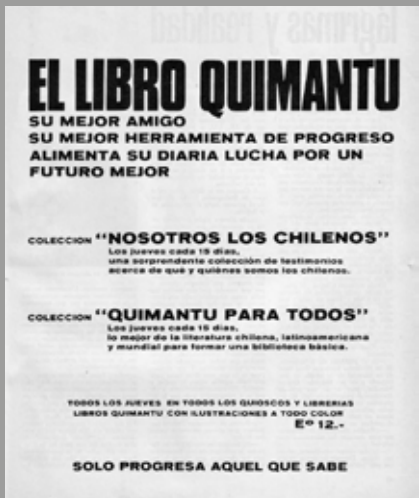 EL LIBRO QUIMANTU
SU MEJOR AMIGO
SU MEJOR HERRAMIENTA DE PROGRESO
ALIMENTA SU DIARIA LUCHA POR UN
FUTURO MEJOR
COLECCION "NOSOTROS LOS CHILENOS"
Los jueves cada 15 días,
una sorprendente colección de testimonios
acerca de qué y quiénes somos los chilenos.
COLECCION "QUIMANTU PARA TODOS"
Los jueves cada 15 días,
lo mejor de la literatura chilena, latinoamericana
y mundial para formar una biblioteca básica.
TODOS LOS JUEVES EN TODOS LOS QUIOSCOS Y LIBRERIAS
LIBROS QUIMANTU CON ILUSTRACIONES A TODO COLOR
Eº 12.-
SOLO PROGRESA AQUEL QUE SABE